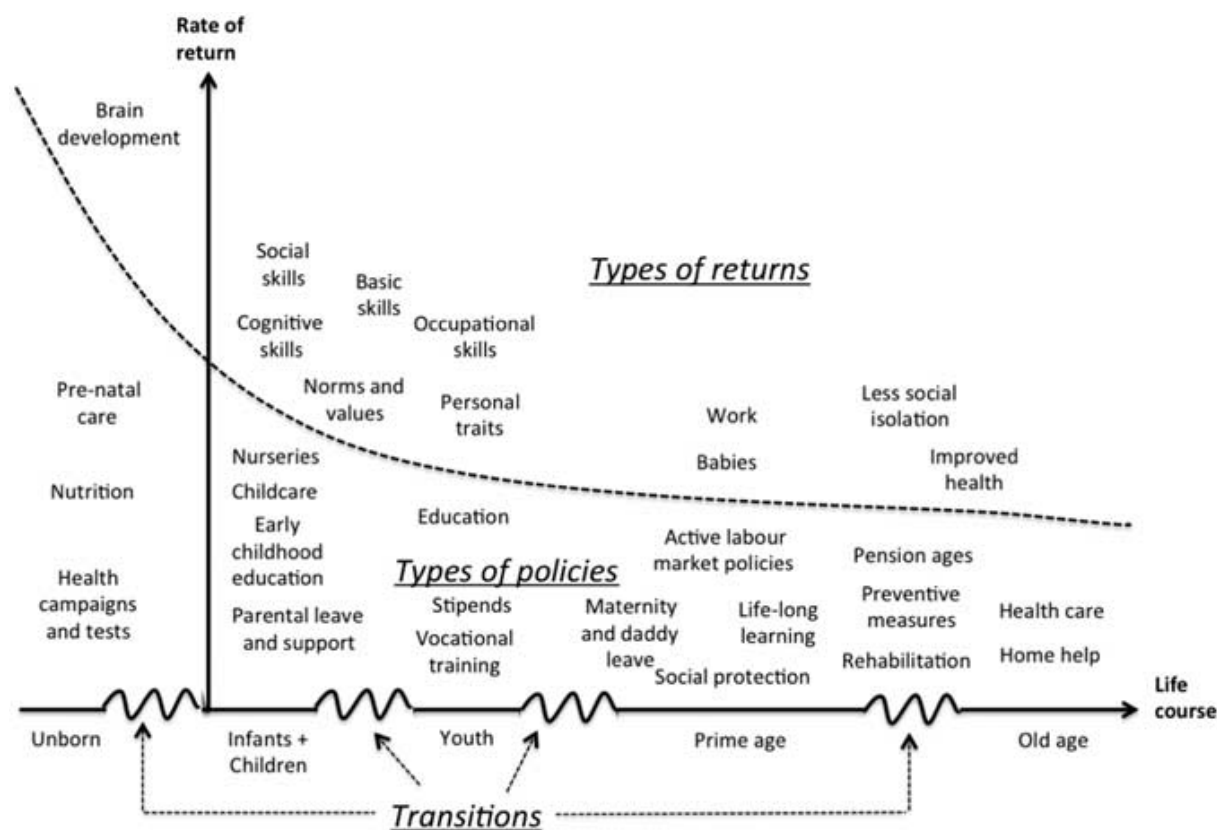 Rate of
return
Brain
development
Social
skills
Basic
skills
Types of returns
Cognitive
skills
Occupational
skills
Pre-natal
care
Norms and
values
Personal
traits
Work
Less social
isolation
Nurseries
Babies
Improved
health
Nutrition
Childcare
Education
Early
childhood
education
Active labour
market policies
Pension ages
Types of policies
Health
campaigns
and tests
Parental leave
and support
Stipends
Vocational
training
Maternity
and daddy
leave
Life-long
learning
Social protection
Preventive
measures
Rehabilitation
Health care
Home help
Life
course
Unborn
Infants +
Children
Youth
Prime age
Old age
Transitions